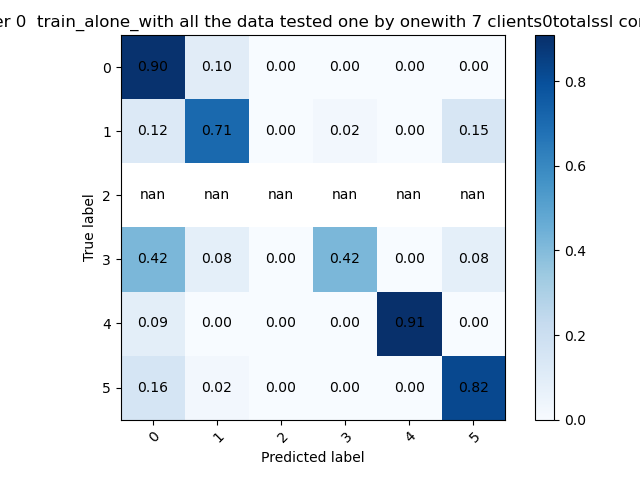 er 0  train_alone_with all the data tested one by onewith 7 clients0totalssl co
0.90 0.10 0.00 0.00 0.00 0.00
0
0.12 0.71 0.00 0.02 0.00 0.15
1
nan nan nan nan nan nan
2
0.42 0.08 0.00 0.42 0.00 0.08
3
0.09 0.00 0.00 0.00 0.91 0.00
4
0.16 0.02 0.00 0.00 0.00 0.82
5
True label
0 1 2 3 4 5
Predicted label
0.8
0.6
0.4
0.2
0.0